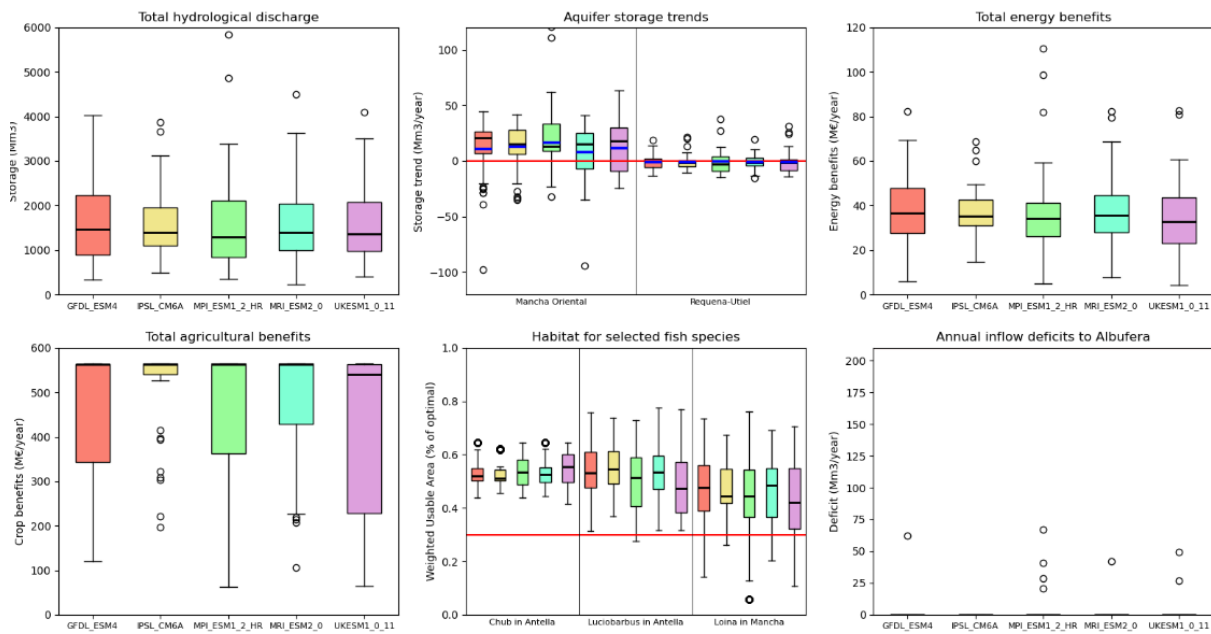 Total hydrological discharge
Storage (Mm3)
6000
5000
4000
3000
2000
1000
0
GFDL_ESM4 IPSL_CM6A MPI_ESM1_2_HR MRI_ESM2_0 UKESM1_0_11
Aquifer storage trends
Storage trend (Mm3/year)
100
50
0
−50
−100
Mancha Oriental Requena-Utiel
Total energy benefits
Energy benefits (M€/year)
120
100
80
60
40
20
0
GFDL_ESM4 IPSL_CM6A MPI_ESM1_2_HR MRI_ESM2_0 UKESM1_0_11
Total agricultural benefits
Crop benefits (M€/year)
600
500
400
300
200
100
0
GFDL_ESM4 IPSL_CM6A MPI_ESM1_2_HR MRI_ESM2_0 UKESM1_0_11
Habitat for selected fish species
Weighted Usable Area (% of optimal)
1.0
0.8
0.6
0.4
0.2
0.0
Chub in Antella Luciobarbus in Antella Loina in Mancha
Annual inflow deficits to Albufera
Deficit (Mm3/year)
200
175
150
125
100
75
50
25
0
GFDL_ESM4 IPSL_CM6A MPI_ESM1_2_HR MRI_ESM2_0 UKESM1_0_11